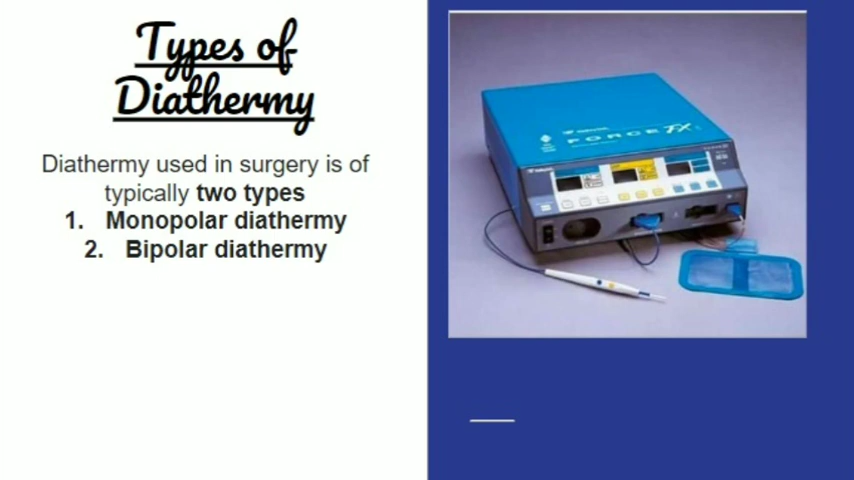 Types of
Diathermy
Diathermy used in surgery is of
typically two types
1. Monopolar diathermy
2. Bipolar diathermy
FORCE FX